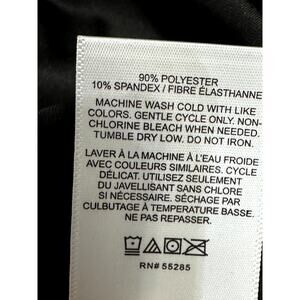 90% POLYESTER
10% SPANDEX / FIBRE ÉLASTHANNE
MACHINE WASH COLD WITH LIKE
COLORS. GENTLE CYCLE ONLY. NON-
CHLORINE BLEACH WHEN NEEDED.
TUMBLE DRY LOW. DO NOT IRON.
LAVER À LA MACHINE À L'EAU FROIDE
AVEC COULEURS SIMILAIRES. CYCLE
DÉLICAT. UTILISEZ SEULEMENT
DU JAVELLISANT SANS CHLORE
SI NÉCESSAIRE. SÉCHAGE PAR
CULBUTAGE À TEMPÉRATURE BASSE.
NE PAS REPASSER.
RN# 55285